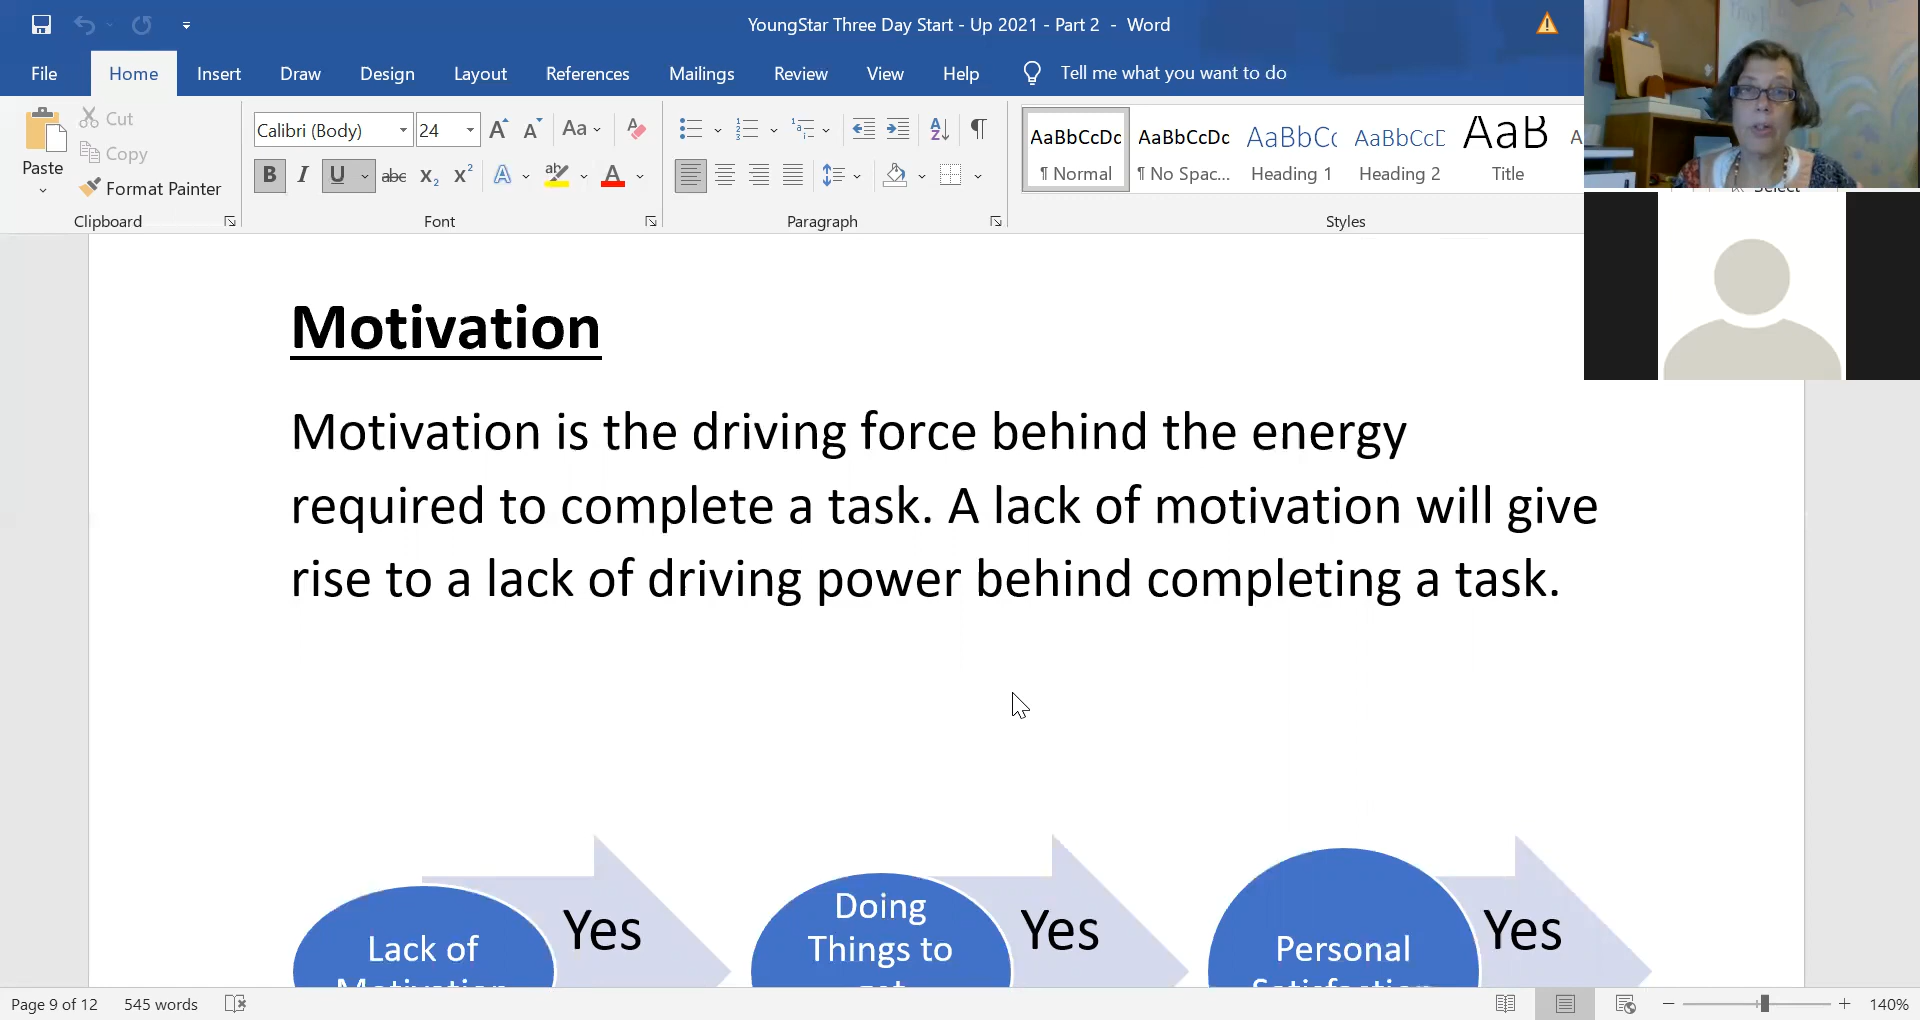 YoungStar Three Day Start - Up 2021 - Part 2 - Word
File Home Insert Draw Design Layout References Mailings Review View Help Tell me what you want to do
Paste
Cut
Copy
Format Painter
Clipboard
Calibri (Body) 24
Font
Paragraph
AaBbCcDc AaBbCcDc AaBbCc AaBbCcD AaB
¶ Normal ¶ No Spac... Heading 1 Heading 2 Title
Styles
Select
Motivation
Motivation is the driving force behind the energy
required to complete a task. A lack of motivation will give
rise to a lack of driving power behind completing a task.
Lack of
Motivation
Yes
Doing
Things to
get
Yes
Personal
Satisfaction
Yes
Page 9 of 12 545 words 140%